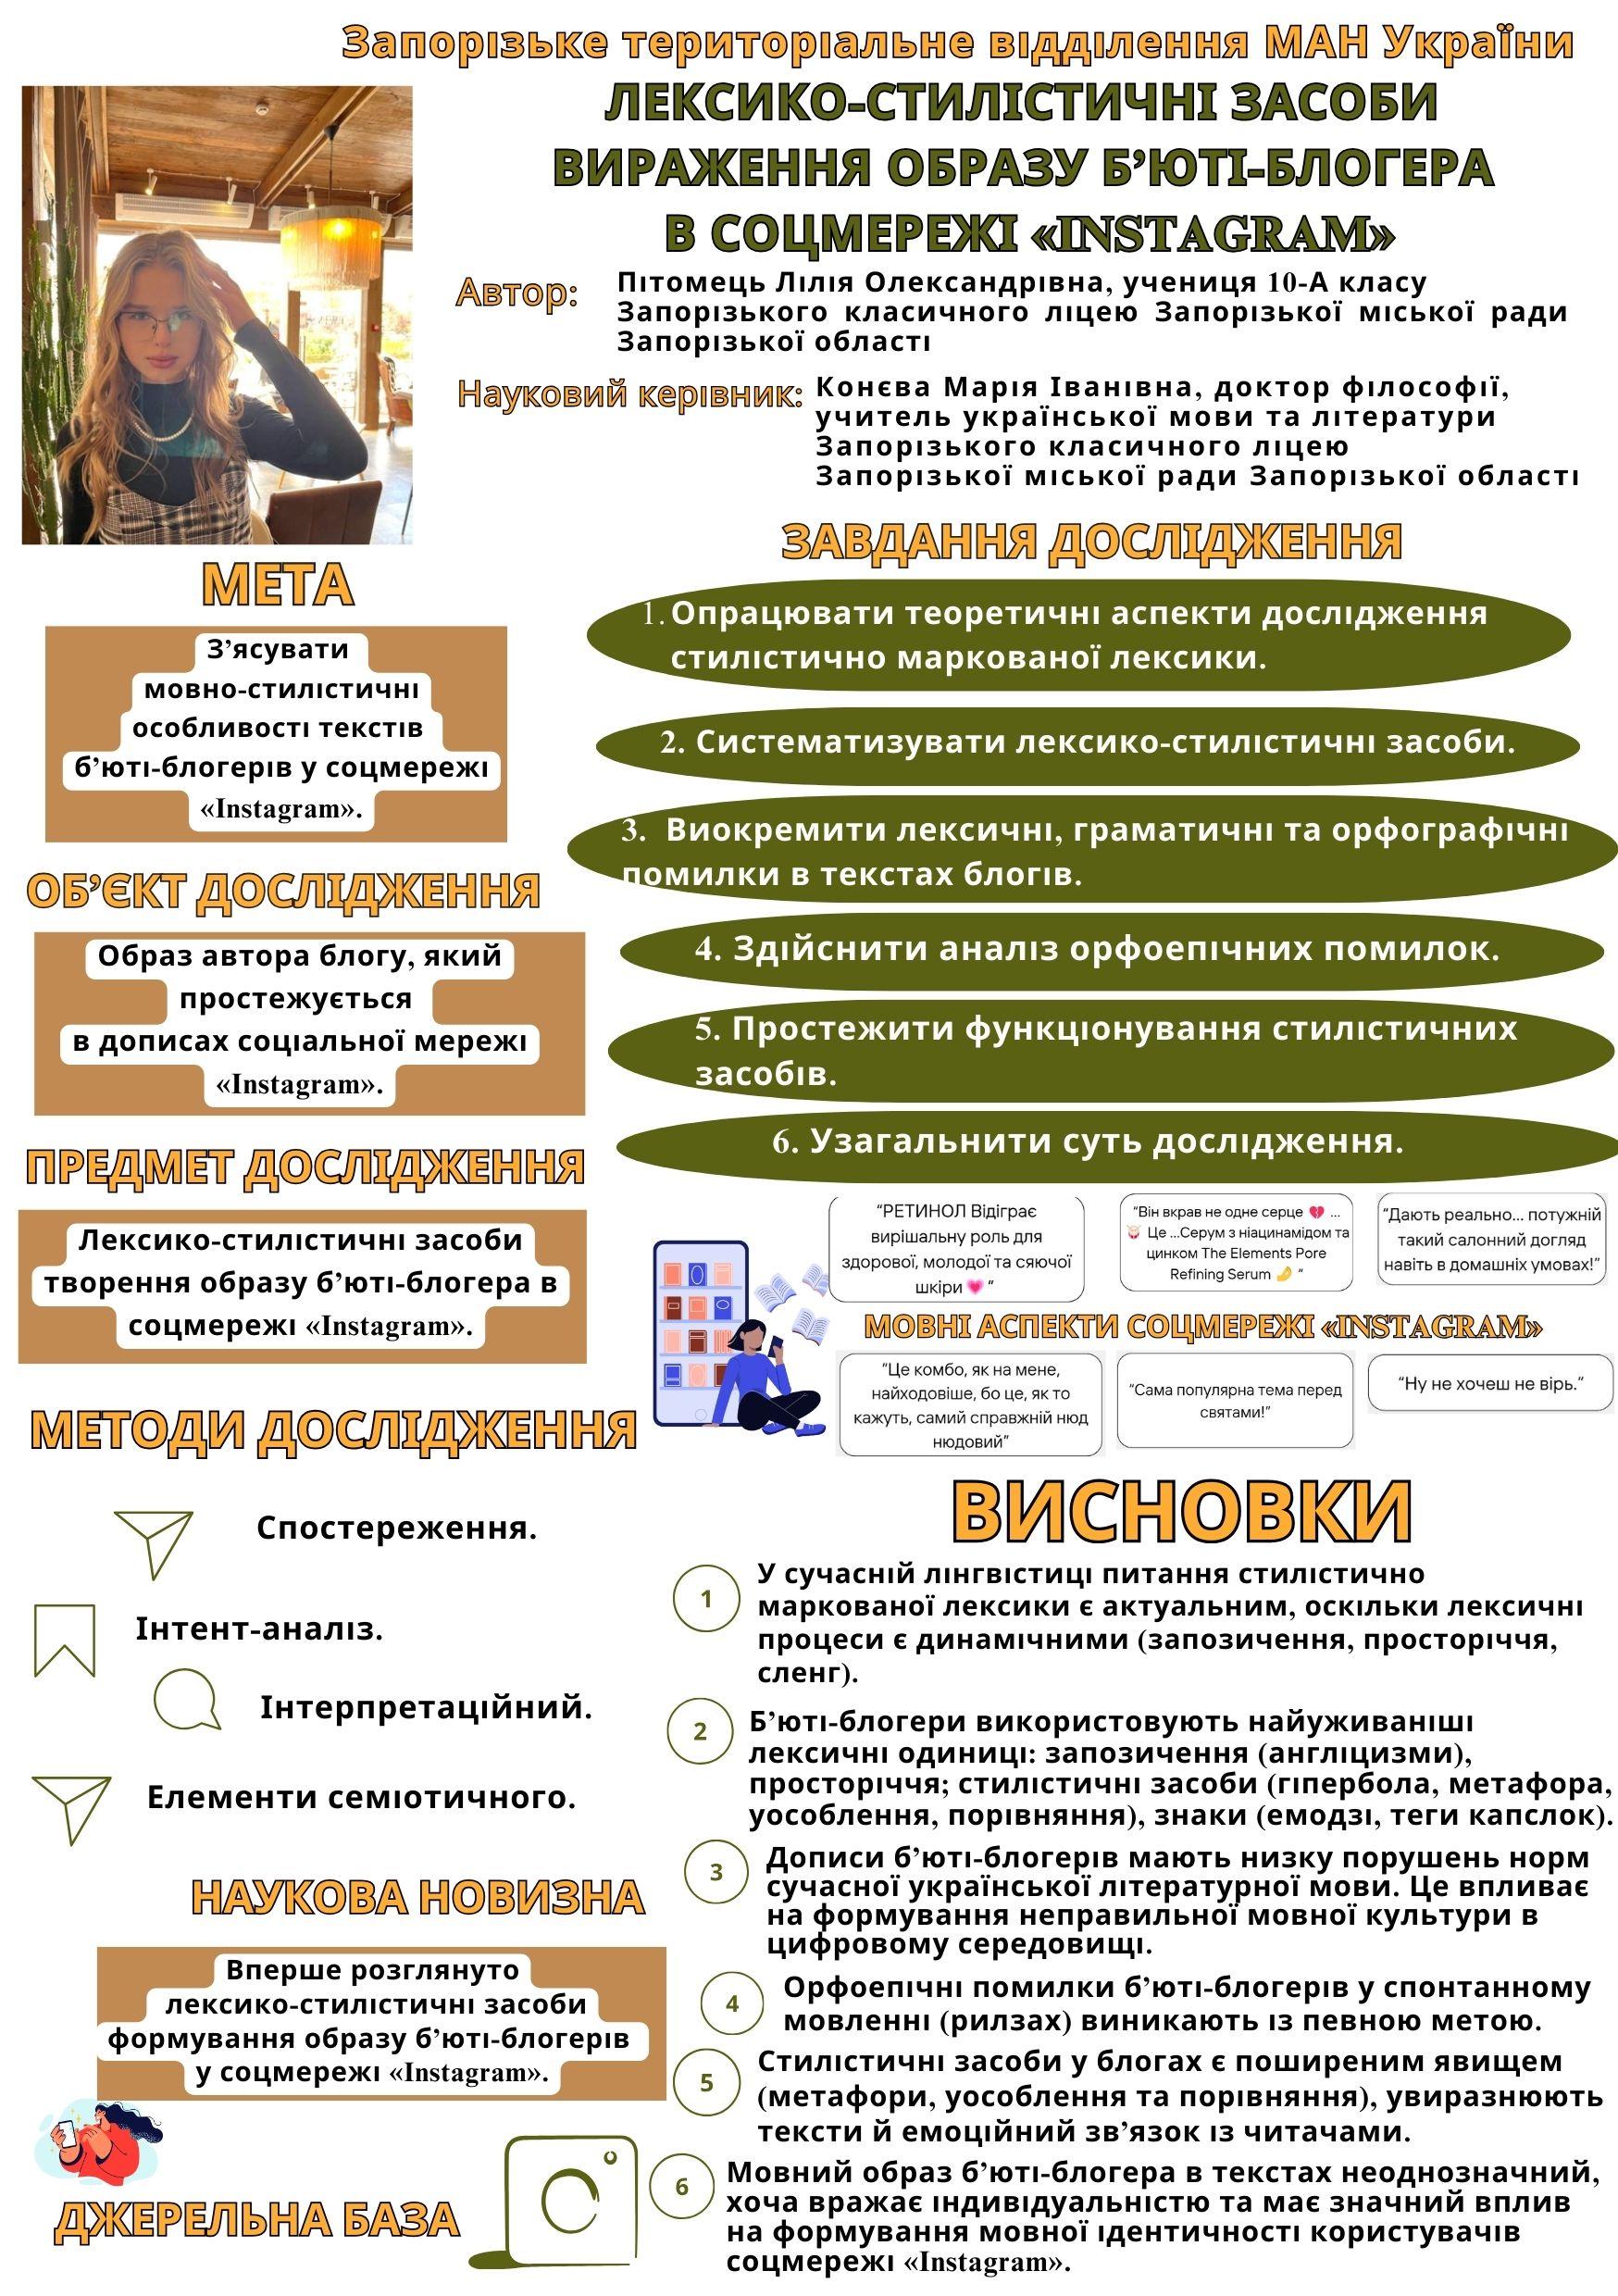 Запорізьке територіальне відділення МАН України
ЛЕКСИКО-СТИЛІСТИЧНІ ЗАСОБИ
ВИРАЖЕННЯ ОБРАЗУ Б’ЮТІ-БЛОГЕРА
В СОЦМЕРЕЖІ «INSTAGRAM»
Автор:
Пітомець Лілія Олександрівна, учениця 10-А класу
Запорізького класичного ліцею Запорізької міської ради
Запорізької області
Науковий керівник:
Конєва Марія Іванівна, доктор філософії,
учитель української мови та літератури
Запорізького класичного ліцею
Запорізької міської ради Запорізької області
МЕТА
З’ясувати
мовно-стилістичні
особливості текстів
б’юті-блогерів у соцмережі
«Instagram».
ОБ’ЄКТ ДОСЛІДЖЕННЯ
Образ автора блогу, який
простежується
в дописах соціальної мережі
«Instagram».
ПРЕДМЕТ ДОСЛІДЖЕННЯ
Лексико-стилістичні засоби
творення образу б’юті-блогера в
соцмережі «Instagram».
МЕТОДИ ДОСЛІДЖЕННЯ
Спостереження.
Інтент-аналіз.
Інтерпретаційний.
Елементи семіотичного.
НАУКОВА НОВИЗНА
Вперше розглянуто
лексико-стилістичні засоби
формування образу б’юті-блогерів
у соцмережі «Instagram».
ДЖЕРЕЛЬНА БАЗА
ЗАВДАННЯ ДОСЛІДЖЕННЯ
1. Опрацювати теоретичні аспекти дослідження
стилістично маркованої лексики.
2. Систематизувати лексико-стилістичні засоби.
3. Виокремити лексичні, граматичні та орфографічні
помилки в текстах блогів.
4. Здійснити аналіз орфоепічних помилок.
5. Простежити функціонування стилістичних
засобів.
6. Узагальнити суть дослідження.
“РЕТИНОЛ Відіграє
вирішальну роль для
здорової, молодої та сяючої
шкіри 💗 “
“Він вкрав не одне серце 💔 ...
Це ...Серум з ніацинамідом та
цинком The Elements Pore
Refining Serum 🤌 “
“Дають реально... потужній
такий салонний догляд
навіть в домашніх умовах!”
МОВНІ АСПЕКТИ СОЦМЕРЕЖІ «INSTAGRAM»
“Це комбо, як на мене,
найходовіше, бо це, як то
кажуть, самий справжній нюд
нюдовий”
“Сама популярна тема перед
святами!”
“Ну не хочеш не вірь.“
ВИСНОВКИ
1
У сучасній лінгвістиці питання стилістично
маркованої лексики є актуальним, оскільки лексичні
процеси є динамічними (запозичення, просторіччя,
сленг).
2
Б’юті-блогери використовують найуживаніші
лексичні одиниці: запозичення (англіцизми),
просторіччя; стилістичні засоби (гіпербола, метафора,
уособлення, порівняння), знаки (емодзі, теги капслок).
3
Дописи б’юті-блогерів мають низку порушень норм
сучасної української літературної мови. Це впливає
на формування неправильної мовної культури в
цифровому середовищі.
4
Орфоепічні помилки б’юті-блогерів у спонтанному
мовленні (рилзах) виникають із певною метою.
5
Стилістичні засоби у блогах є поширеним явищем
(метафори, уособлення та порівняння), увиразнюють
тексти й емоційний зв’язок із читачами.
6
Мовний образ б’юті-блогера в текстах неоднозначний,
хоча вражає індивідуальністю та має значний вплив
на формування мовної ідентичності користувачів
соцмережі «Instagram».